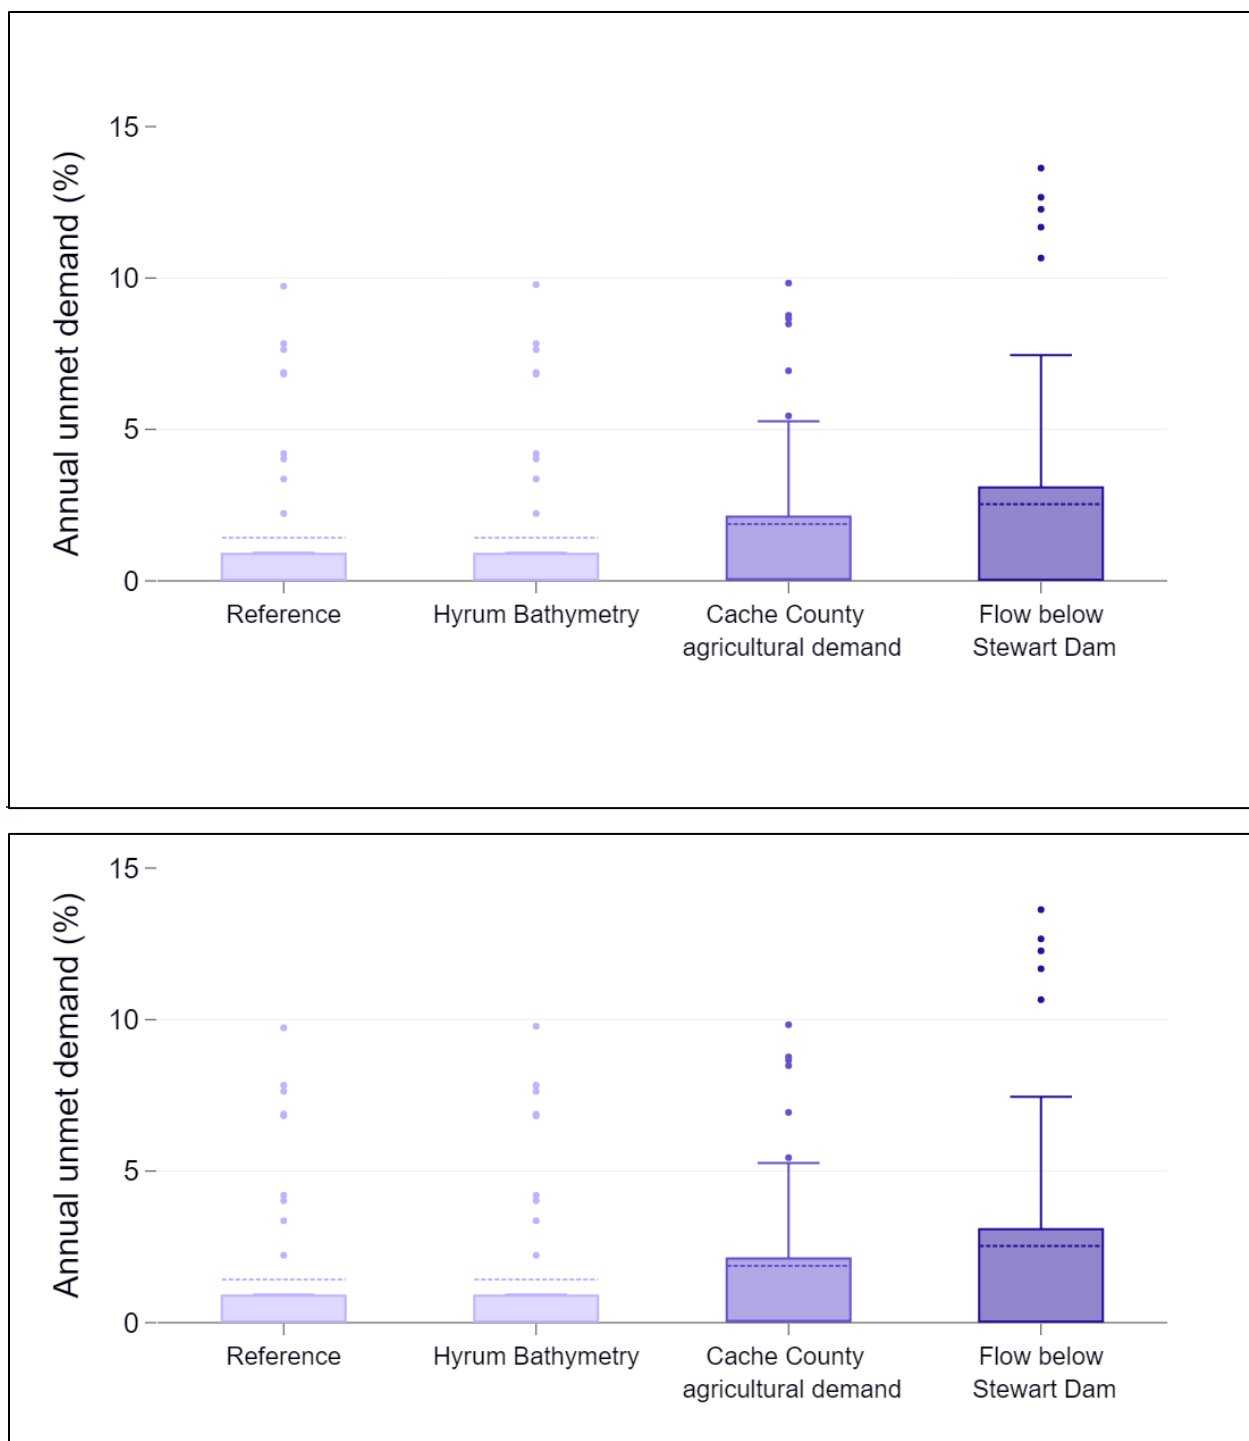 Annual unmet demand (%)
15
10
5
0
Reference
Hyrum Bathymetry
Cache County
agricultural demand
Flow below
Stewart Dam
Annual unmet demand (%)
15
10
5
0
Reference
Hyrum Bathymetry
Cache County
agricultural demand
Flow below
Stewart Dam